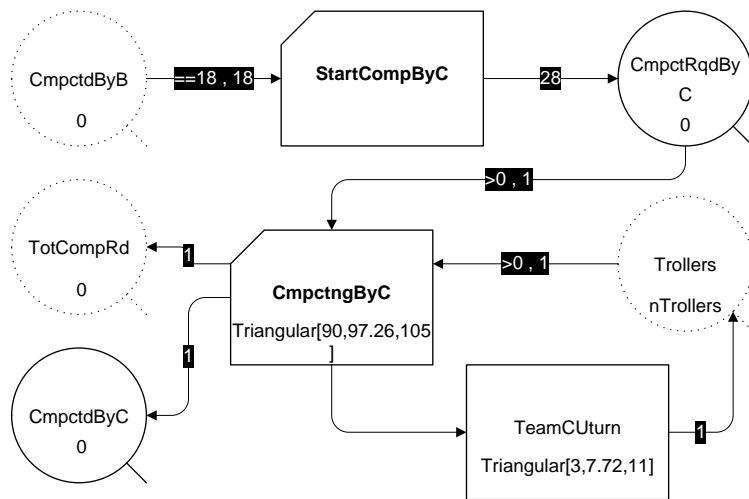 CmpctdByB
0
==18 , 18
StartCompByC
28
CmpctRqdBy
C
0
>0 , 1
TotCompRd
0
1
CmpctngByC
Triangular[90,97.26,105
]
>0 , 1
Trollers
nTrollers
1
CmpctdByC
0
TeamCUturn
Triangular[3,7.72,11]
1